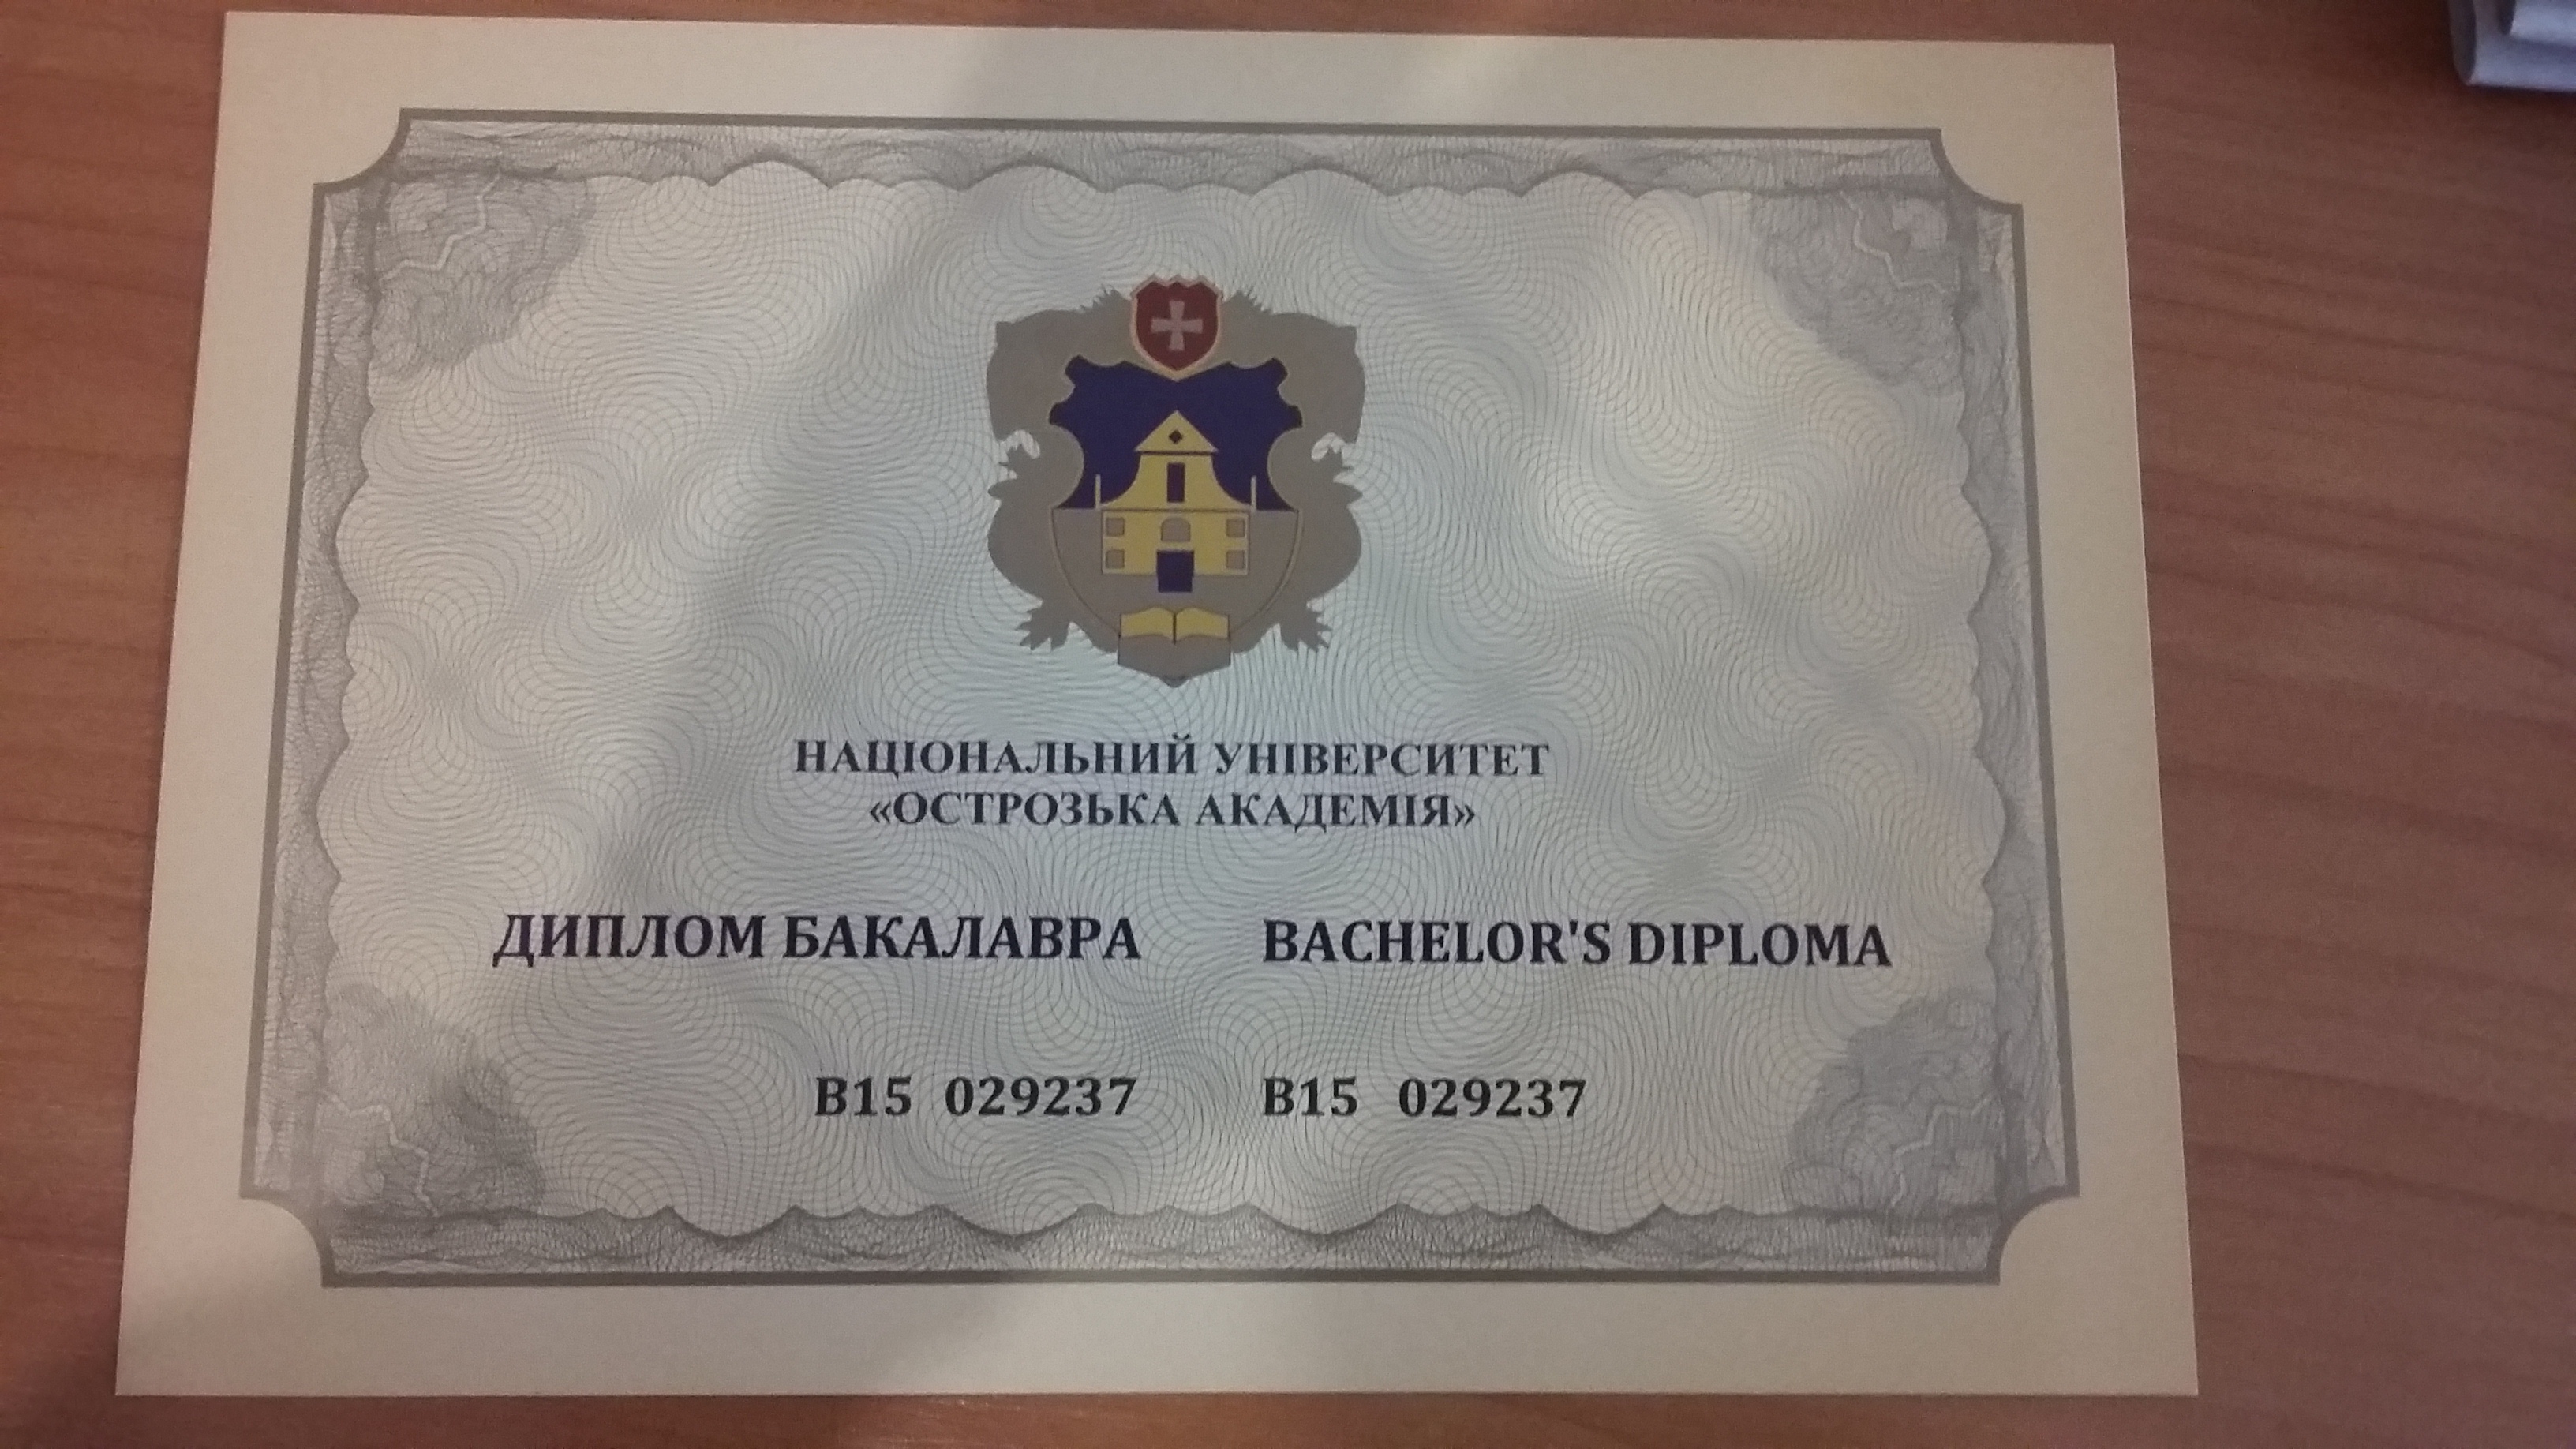 НАЦІОНАЛЬНИЙ УНІВЕРСИТЕТ
«ОСТРОЗЬКА АКАДЕМІЯ»
ДИПЛОМ БАКАЛАВРА BACHELOR'S DIPLOMA
B15 029237 B15 029237